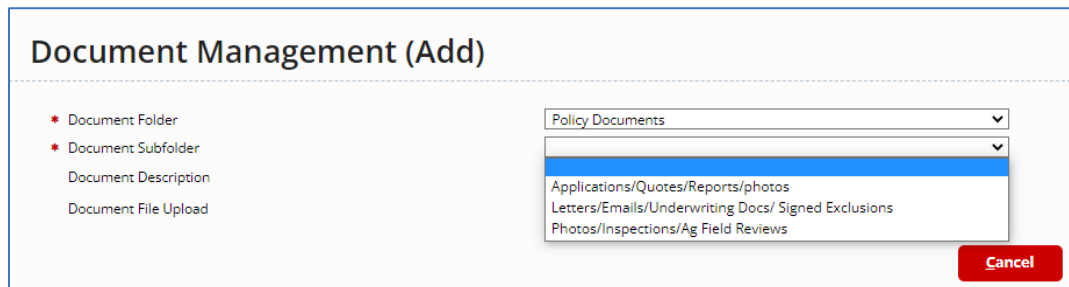 Document Management (Add)
* Document Folder Policy Documents
* Document Subfolder
Document Description
Applications/Quotes/Reports/photos
Document File Upload
Letters/Emails/Underwriting Docs/ Signed Exclusions
Photos/Inspections/Ag Field Reviews
Cancel